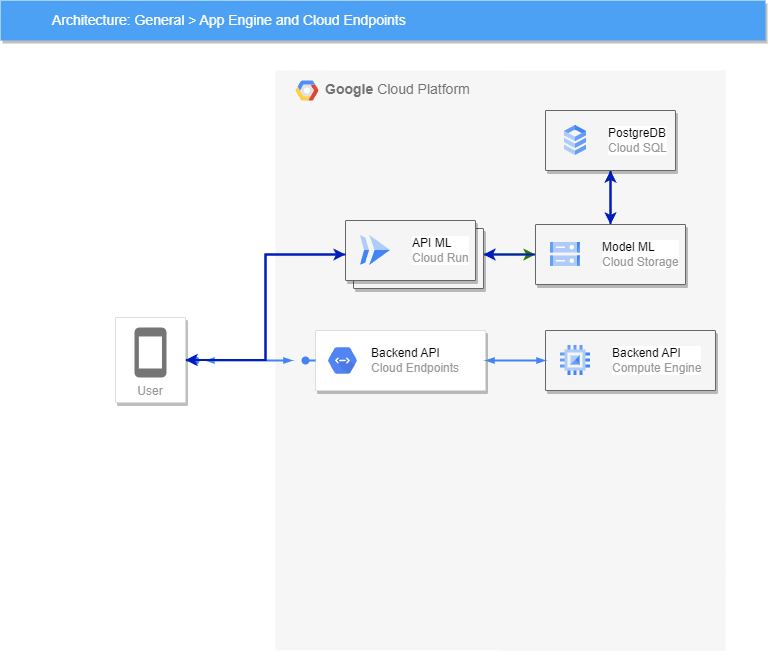 Architecture: General > App Engine and Cloud Endpoints
Google Cloud Platform
PostgreDB
Cloud SQL
API ML
Cloud Run
Model ML
Cloud Storage
User
Backend API
Cloud Endpoints
Backend API
Compute Engine